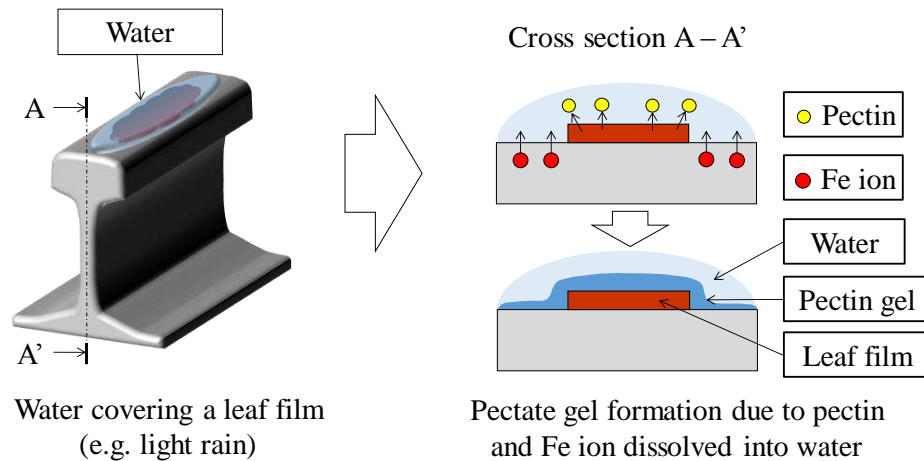 Water
A
A’
Water covering a leaf film
(e.g. light rain)
Cross section A – A’
Pectin
Fe ion
Water
Pectin gel
Leaf film
Pectate gel formation due to pectin
and Fe ion dissolved into water